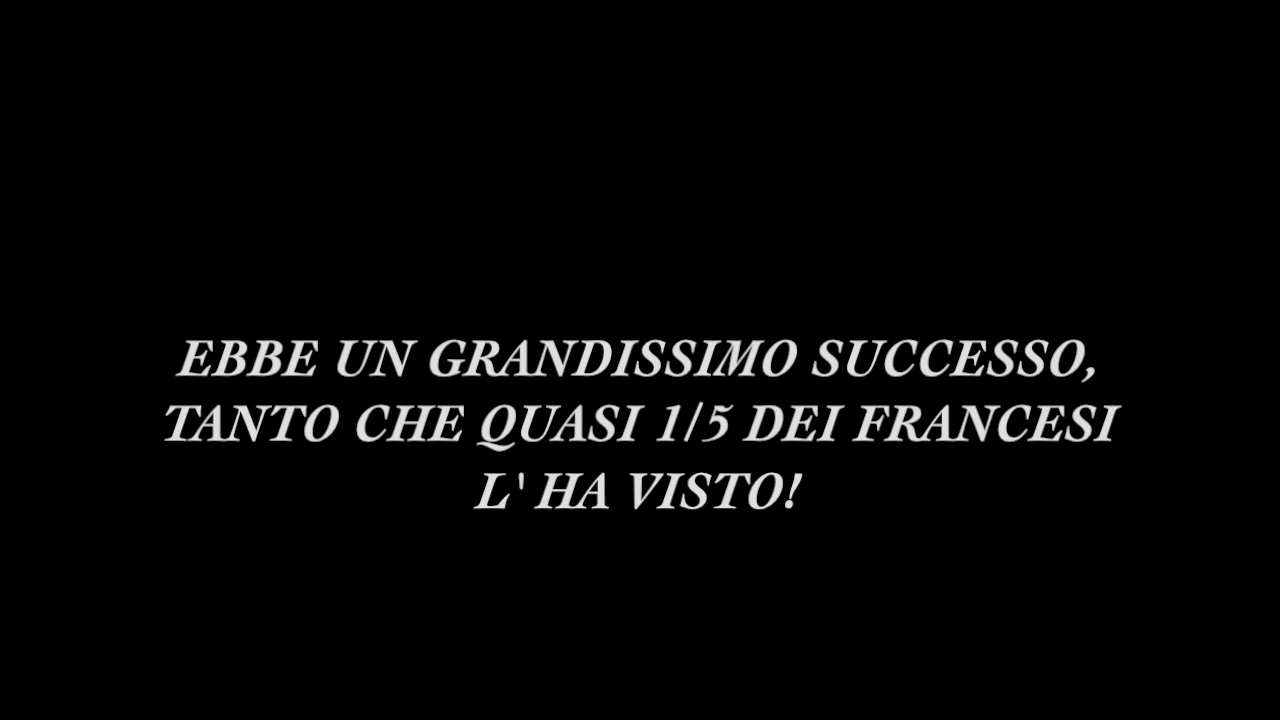 EBBE UN GRANDISSIMO SUCCESSO,
TANTO CHE QUASI 1/5 DEI FRANCESI
L' HA VISTO!